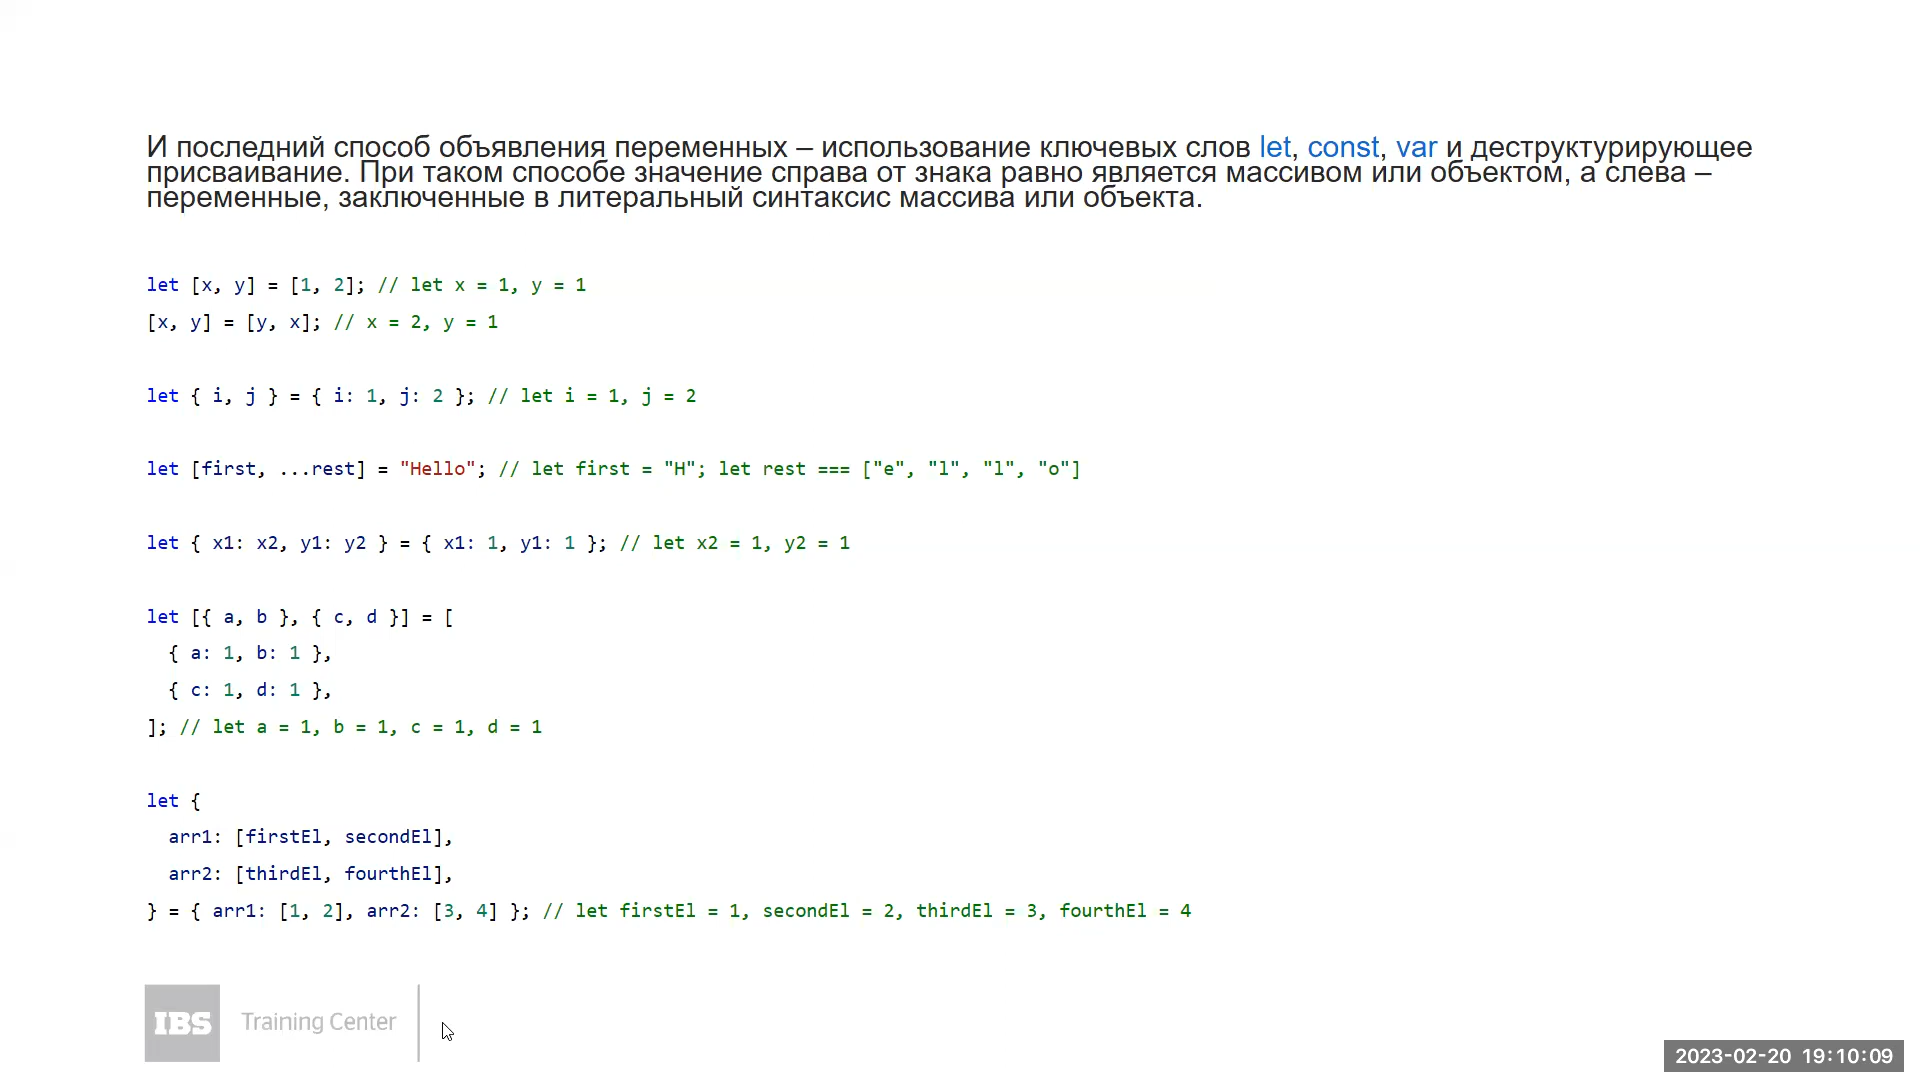 И последний способ объявления переменных – использование ключевых слов let, const, var и деструктурирующее
присваивание. При таком способе значение справа от знака равно является массивом или объектом, а слева –
переменные, заключенные в литеральный синтаксис массива или объекта.
let [x, y] = [1, 2]; // let x = 1, y = 1
[x, y] = [y, x]; // x = 2, y = 1
let { i, j } = { i: 1, j: 2 }; // let i = 1, j = 2
let [first, ...rest] = "Hello"; // let first = "H"; let rest === ["e", "l", "l", "o"]
let { x1: x2, y1: y2 } = { x1: 1, y1: 1 }; // let x2 = 1, y2 = 1
let [{ a, b }, { c, d }] = [
  { a: 1, b: 1 },
  { c: 1, d: 1 },
]; // let a = 1, b = 1, c = 1, d = 1
let {
  arr1: [firstEl, secondEl],
  arr2: [thirdEl, fourthEl],
} = { arr1: [1, 2], arr2: [3, 4] }; // let firstEl = 1, secondEl = 2, thirdEl = 3, fourthEl = 4
IBS Training Center
2023-02-20 19:10:09